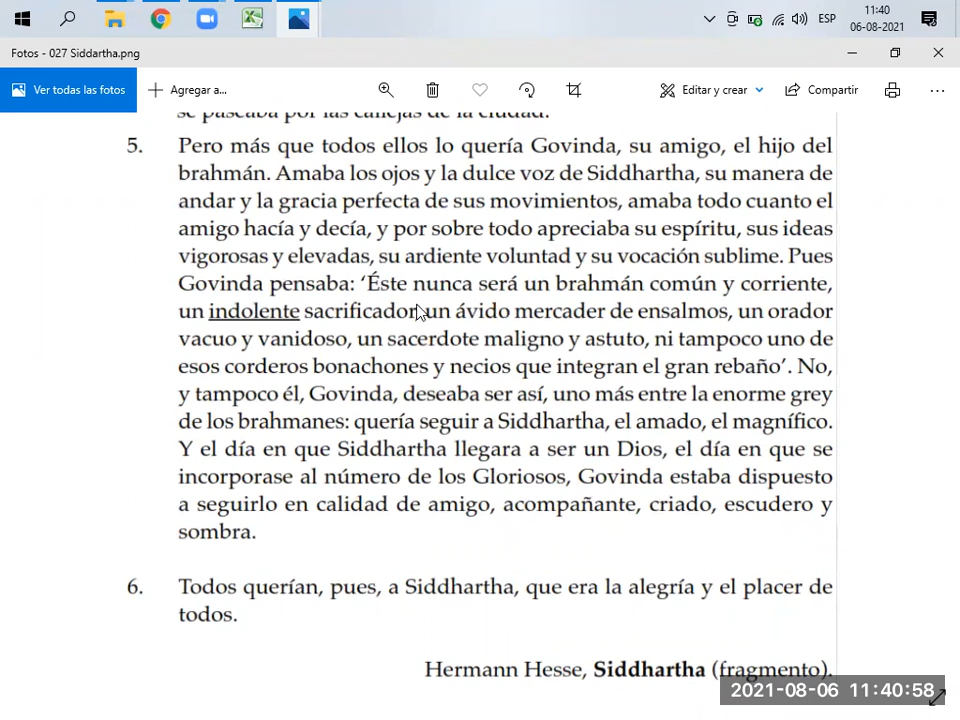 11:40
ESP
06-08-2021
Fotos - 027 Siddartha.png
Ver todas las fotos
Agregar a...
Editar y crear
Compartir
se paseaba por las callejas de la ciudad.
5. Pero más que todos ellos lo quería Govinda, su amigo, el hijo del
brahmán. Amaba los ojos y la dulce voz de Siddhartha, su manera de
andar y la gracia perfecta de sus movimientos, amaba todo cuanto el
amigo hacía y decía, y por sobre todo apreciaba su espíritu, sus ideas
vigorosas y elevadas, su ardiente voluntad y su vocación sublime. Pues
Govinda pensaba: ‘Éste nunca será un brahmán común y corriente,
un indolente sacrificador, un ávido mercader de ensalmos, un orador
vacuo y vanidoso, un sacerdote maligno y astuto, ni tampoco uno de
esos corderos bonachones y necios que integran el gran rebaño’. No,
y tampoco él, Govinda, deseaba ser así, uno más entre la enorme grey
de los brahmanes: quería seguir a Siddhartha, el amado, el magnífico.
Y el día en que Siddhartha llegara a ser un Dios, el día en que se
incorporase al número de los Gloriosos, Govinda estaba dispuesto
a seguirlo en calidad de amigo, acompañante, criado, escudero y
sombra.
6. Todos querían, pues, a Siddhartha, que era la alegría y el placer de
todos.
Hermann Hesse, Siddhartha (fragmento).
2021-08-06 11:40:58